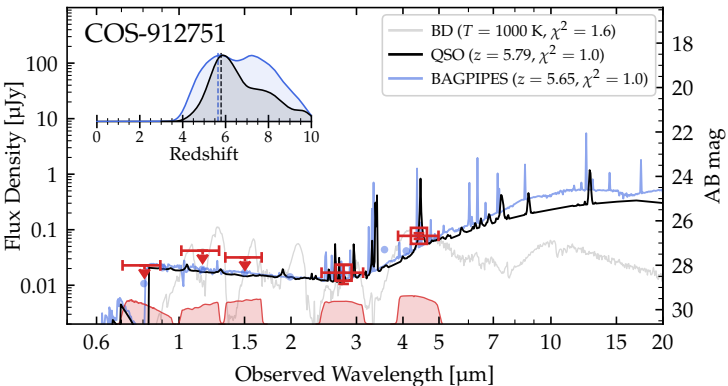 COS-912751
BD (T = 1000 K, χ² = 1.6)
QSO (z = 5.79, χ² = 1.0)
BAGPIPES (z = 5.65, χ² = 1.0)
0 2 4 6 8 10
Redshift
100
10
1
0.1
0.01
Flux Density [μJy]
18
20
22
24
26
28
30
AB mag
0.6 1 1.5 2 3 4 5 10 15 20
Observed Wavelength [μm]